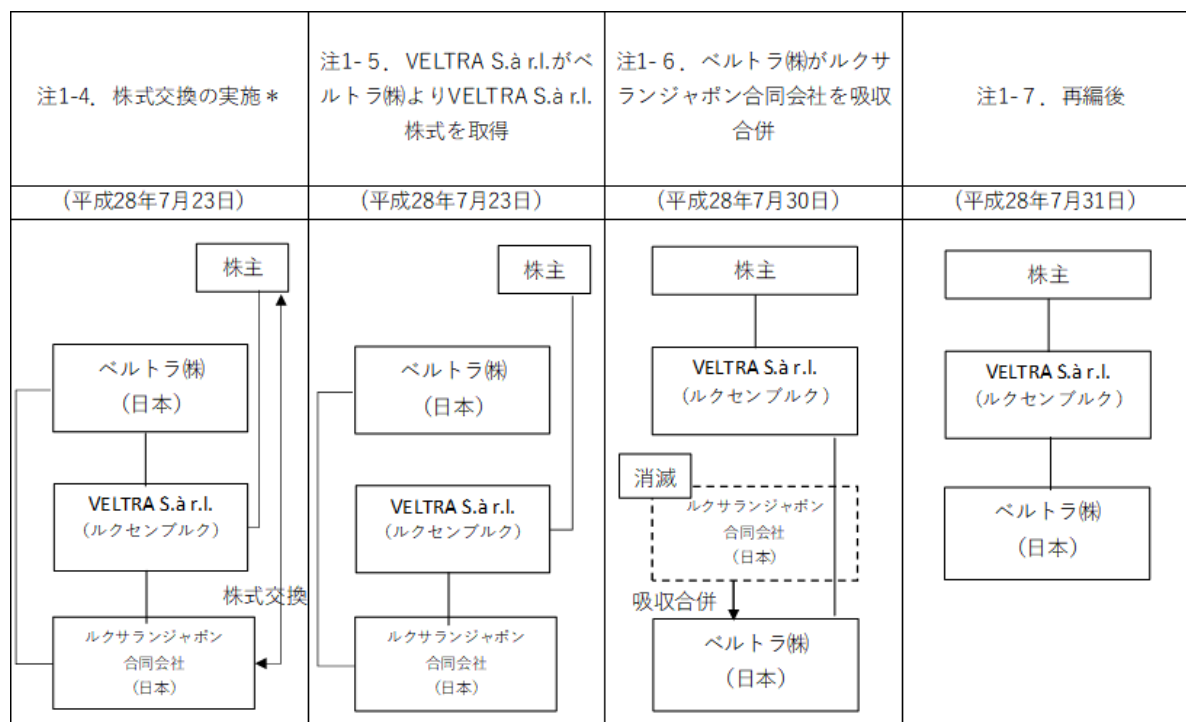 注1-4．株式交換の実施＊
注1-５．VELTRA S.à r.l.がベ
ルトラ㈱よりVELTRA S.à r.l.
株式を取得
注1-６．ベルトラ㈱がルクサ
ランジャポン合同会社を吸収
合併
注1-７．再編後
（平成28年7月23日）
（平成28年7月23日）
（平成28年7月30日）
（平成28年7月31日）
株主
ベルトラ㈱
（日本）
VELTRA S.à r.l.
（ルクセンブルク）
株式交換
ルクサランジャポン
合同会社
（日本）
株主
ベルトラ㈱
（日本）
VELTRA S.à r.l.
（ルクセンブルク）
ルクサランジャポン
合同会社
（日本）
株主
VELTRA S.à r.l.
（ルクセンブルク）
消滅
ルクサランジャポン
合同会社
（日本）
吸収合併
ベルトラ㈱
（日本）
株主
VELTRA S.à r.l.
（ルクセンブルク）
ベルトラ㈱
（日本）